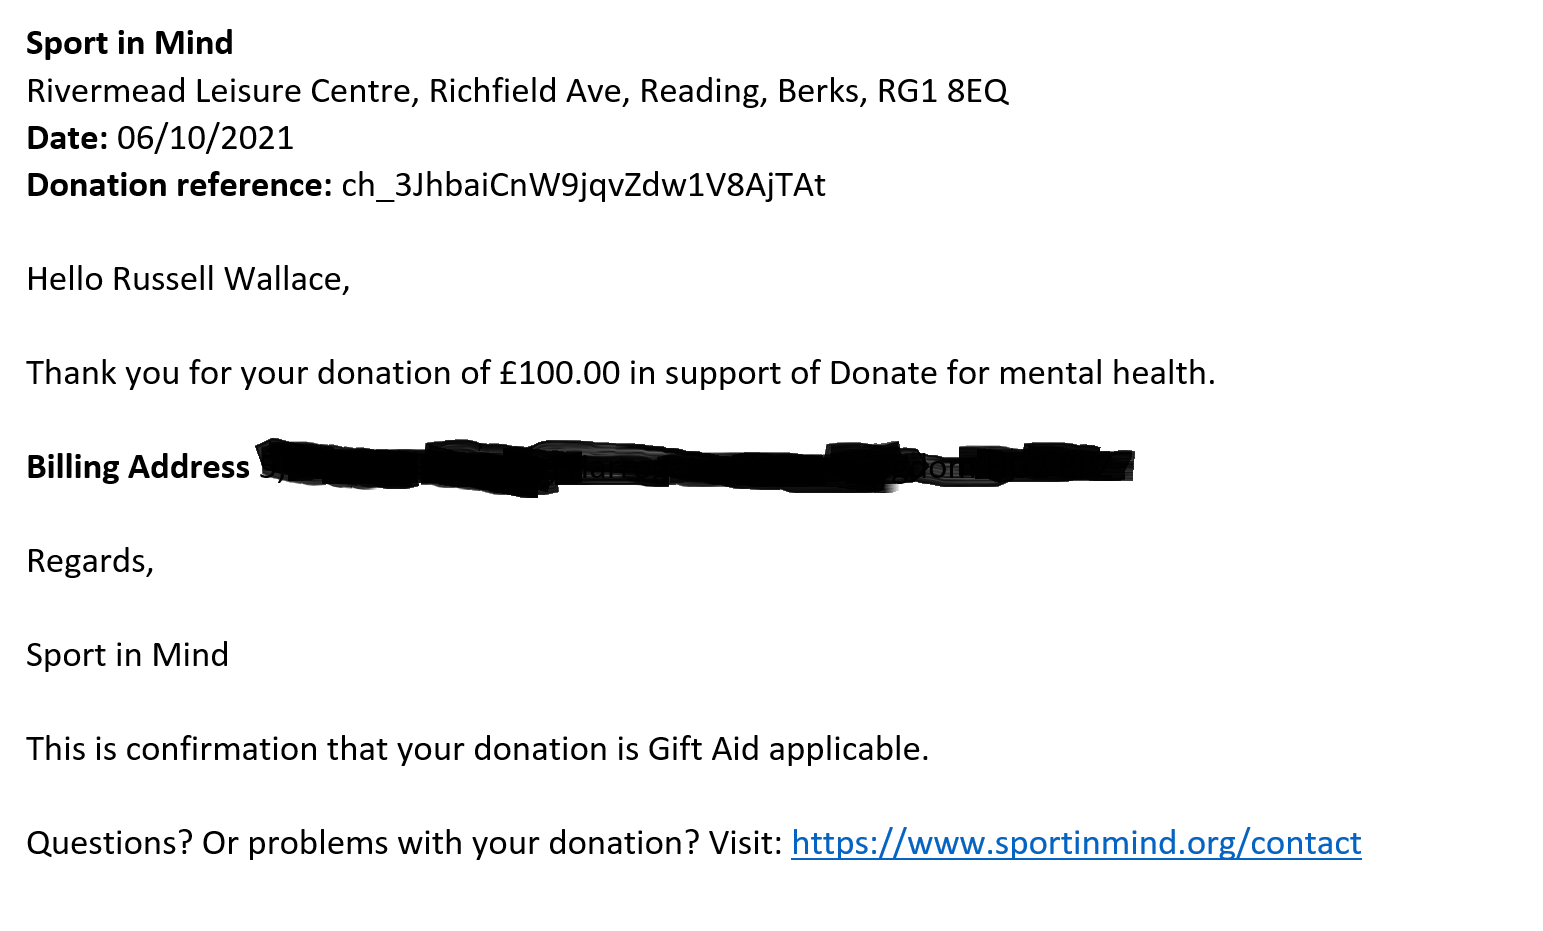 Sport in Mind
Rivermead Leisure Centre, Richfield Ave, Reading, Berks, RG1 8EQ
Date: 06/10/2021
Donation reference: ch_3JhbaiCnW9jqvZdw1V8AjTAt
Hello Russell Wallace,
Thank you for your donation of £100.00 in support of Donate for mental health.
Billing Address
Regards,
Sport in Mind
This is confirmation that your donation is Gift Aid applicable.
Questions? Or problems with your donation? Visit: https://www.sportinmind.org/contact